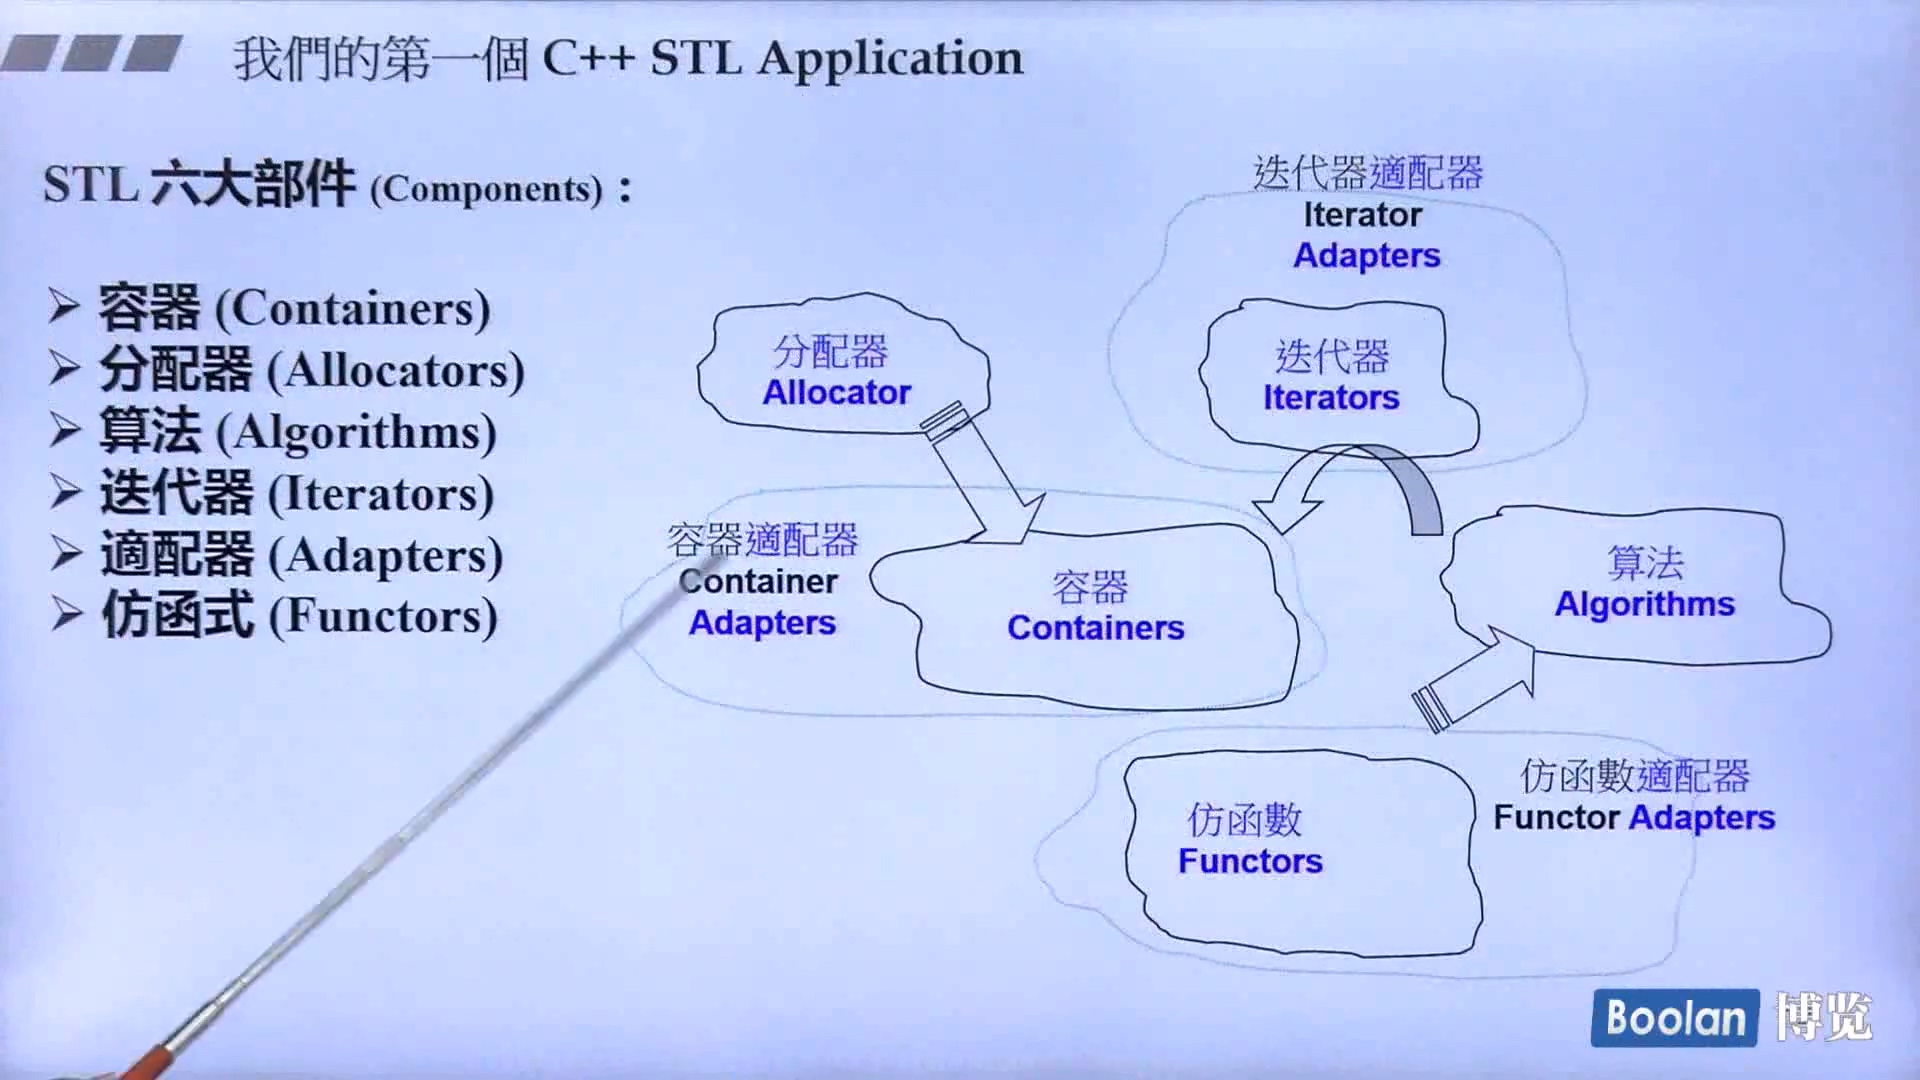 我們的第一個 C++ STL Application
STL 六大部件 (Components)：
容器 (Containers)
分配器 (Allocators)
算法 (Algorithms)
迭代器 (Iterators)
適配器 (Adapters)
仿函式 (Functors)
迭代器適配器
Iterator
Adapters
分配器
Allocator
迭代器
Iterators
容器適配器
Container
Adapters
容器
Containers
算法
Algorithms
仿函數
Functors
仿函數適配器
Functor Adapters
Boolan 博览